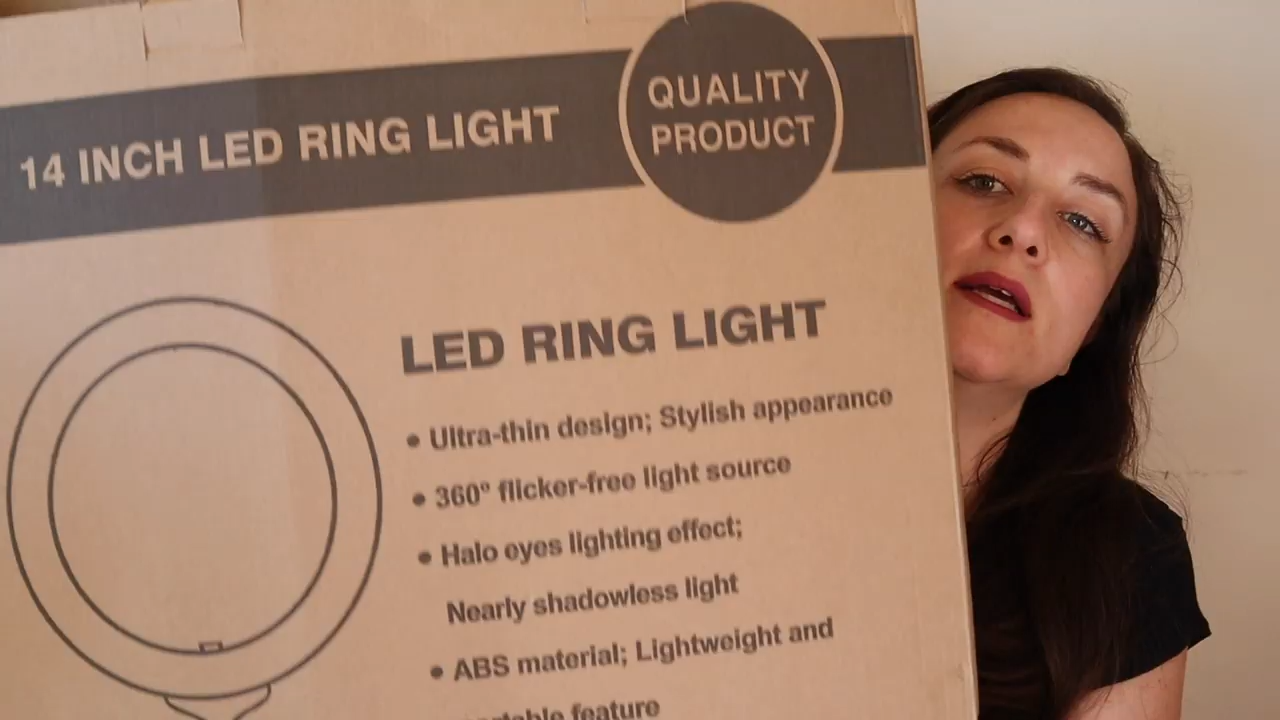 14 INCH LED RING LIGHT
QUALITY
PRODUCT
LED RING LIGHT
• Ultra-thin design; Stylish appearance
• 360° flicker-free light source
• Halo eyes lighting effect;
Nearly shadowless light
• ABS material; Lightweight and
feature